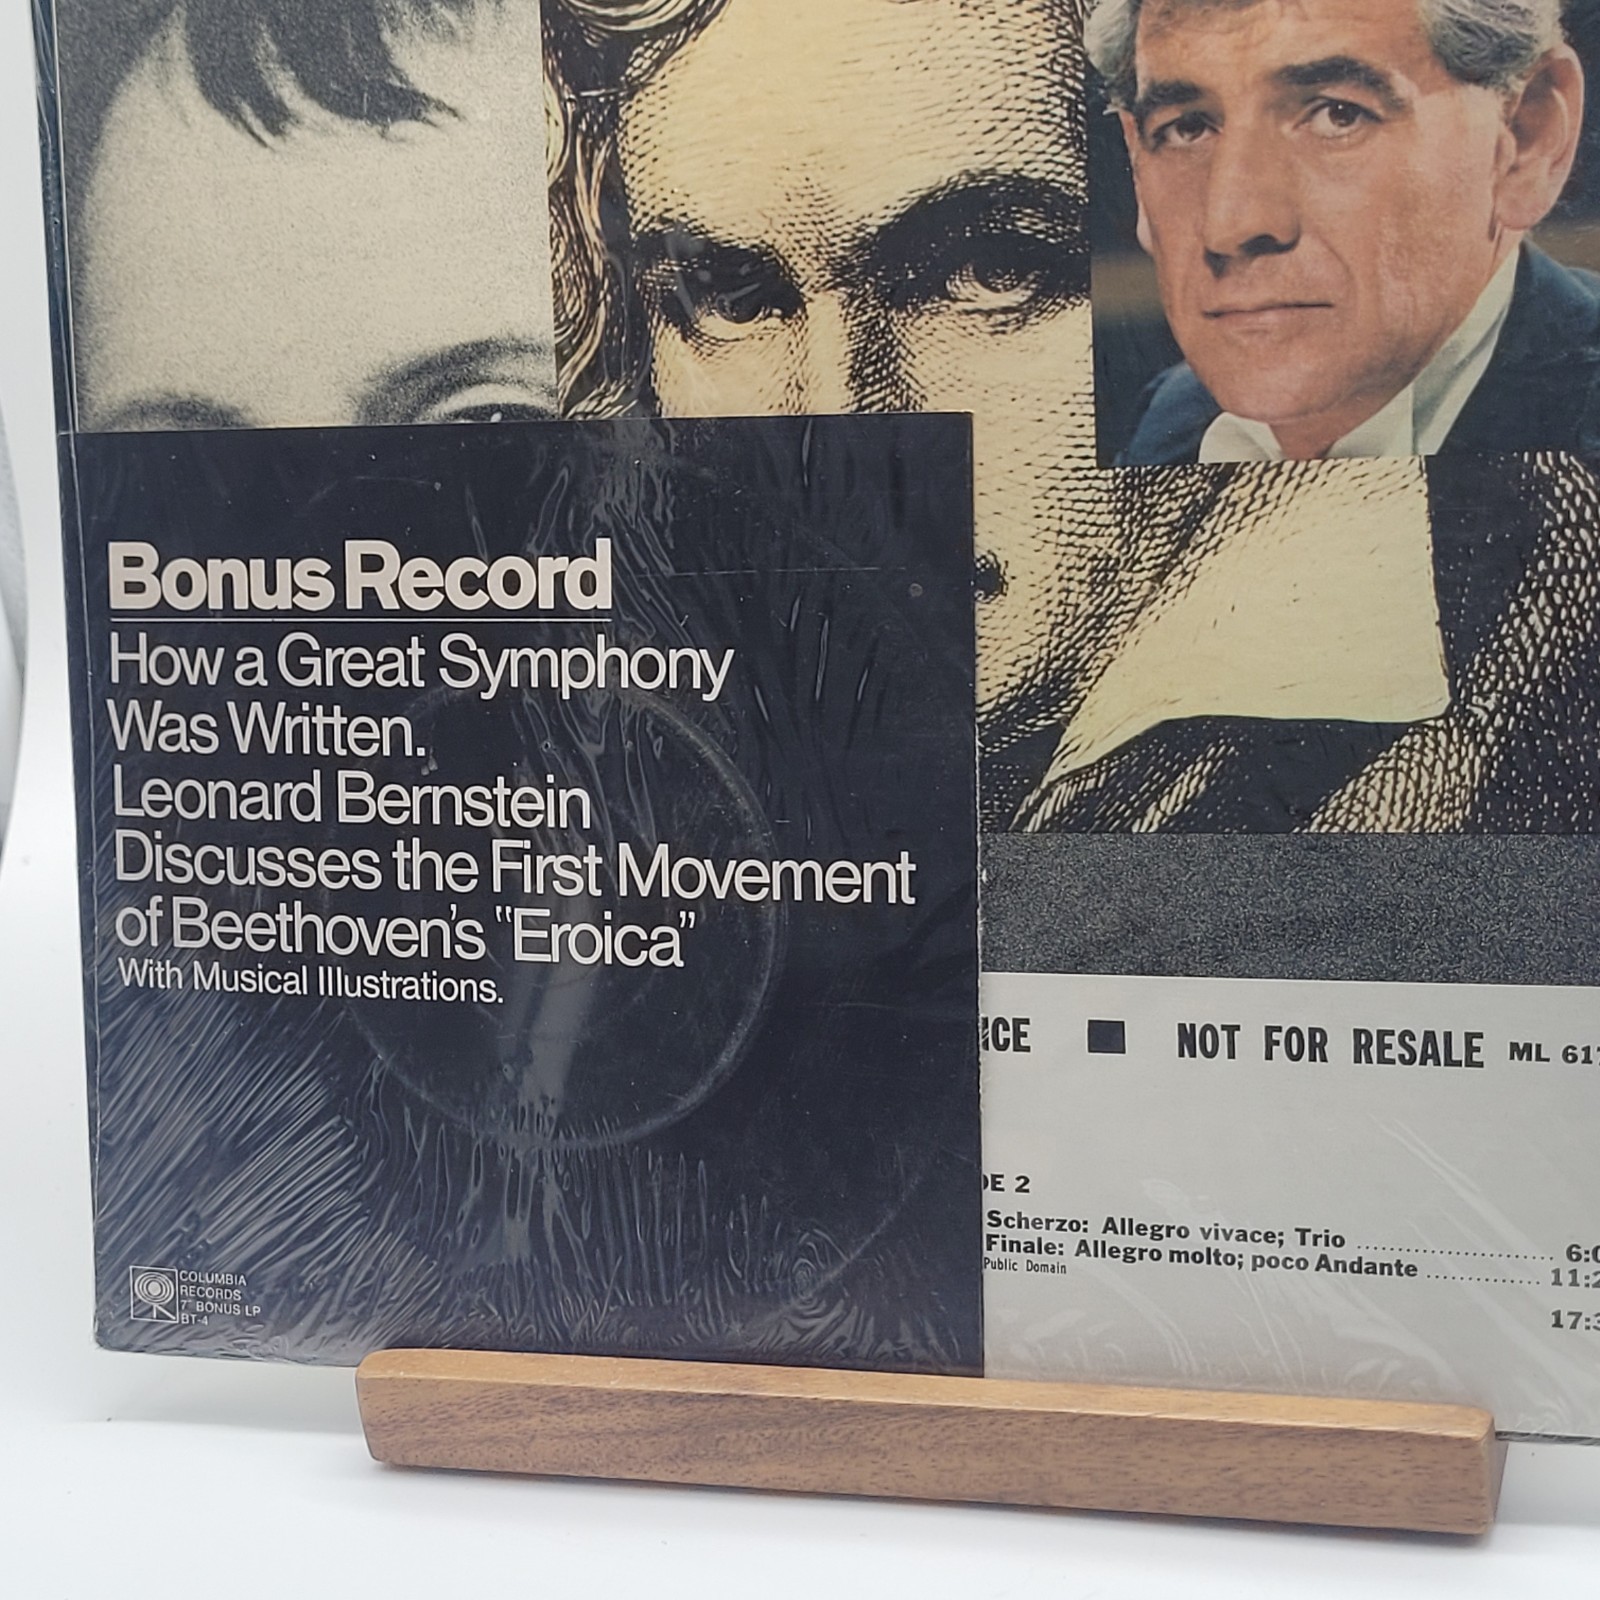 Bonus Record
How a Great Symphony
Was Written.
Leonard Bernstein
Discusses the First Movement
of Beethoven's "Eroica"
With Musical Illustrations.
COLUMBIA
RECORDS
7" BONUS LP
BT-4
NOT FOR RESALE ML
2
Scherzo: Allegro vivace; Trio
Finale: Allegro molto; poco Andante
Public Domain